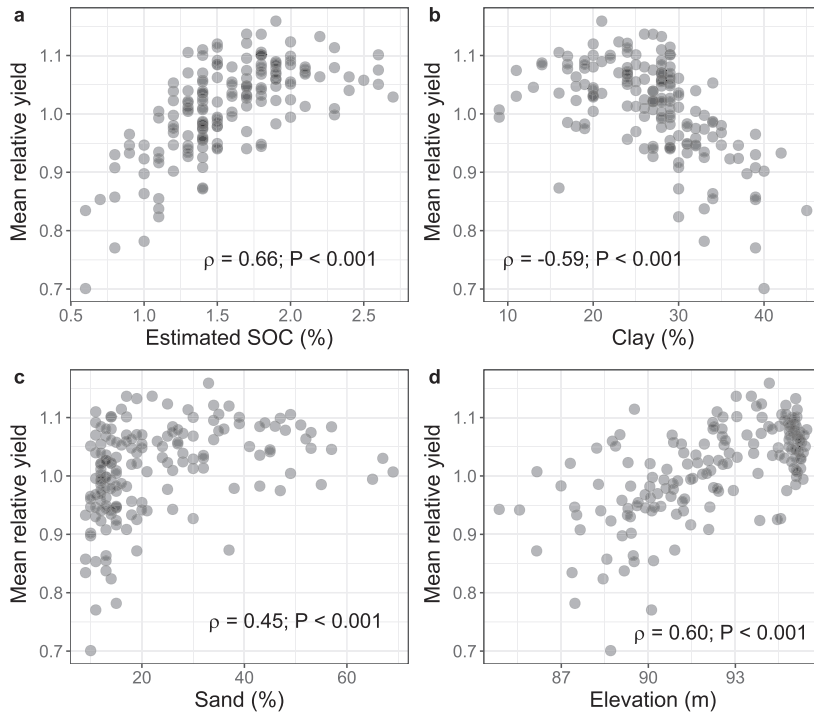 a
Mean relative yield
1.1
1.0
0.9
0.8
0.7
ρ = 0.66; P < 0.001
0.5 1.0 1.5 2.0 2.5
Estimated SOC (%)
b
Mean relative yield
1.1
1.0
0.9
0.8
0.7
ρ = -0.59; P < 0.001
10 20 30 40
Clay (%)
c
Mean relative yield
1.1
1.0
0.9
0.8
0.7
ρ = 0.45; P < 0.001
20 40 60
Sand (%)
d
Mean relative yield
1.1
1.0
0.9
0.8
0.7
ρ = 0.60; P < 0.001
87 90 93
Elevation (m)